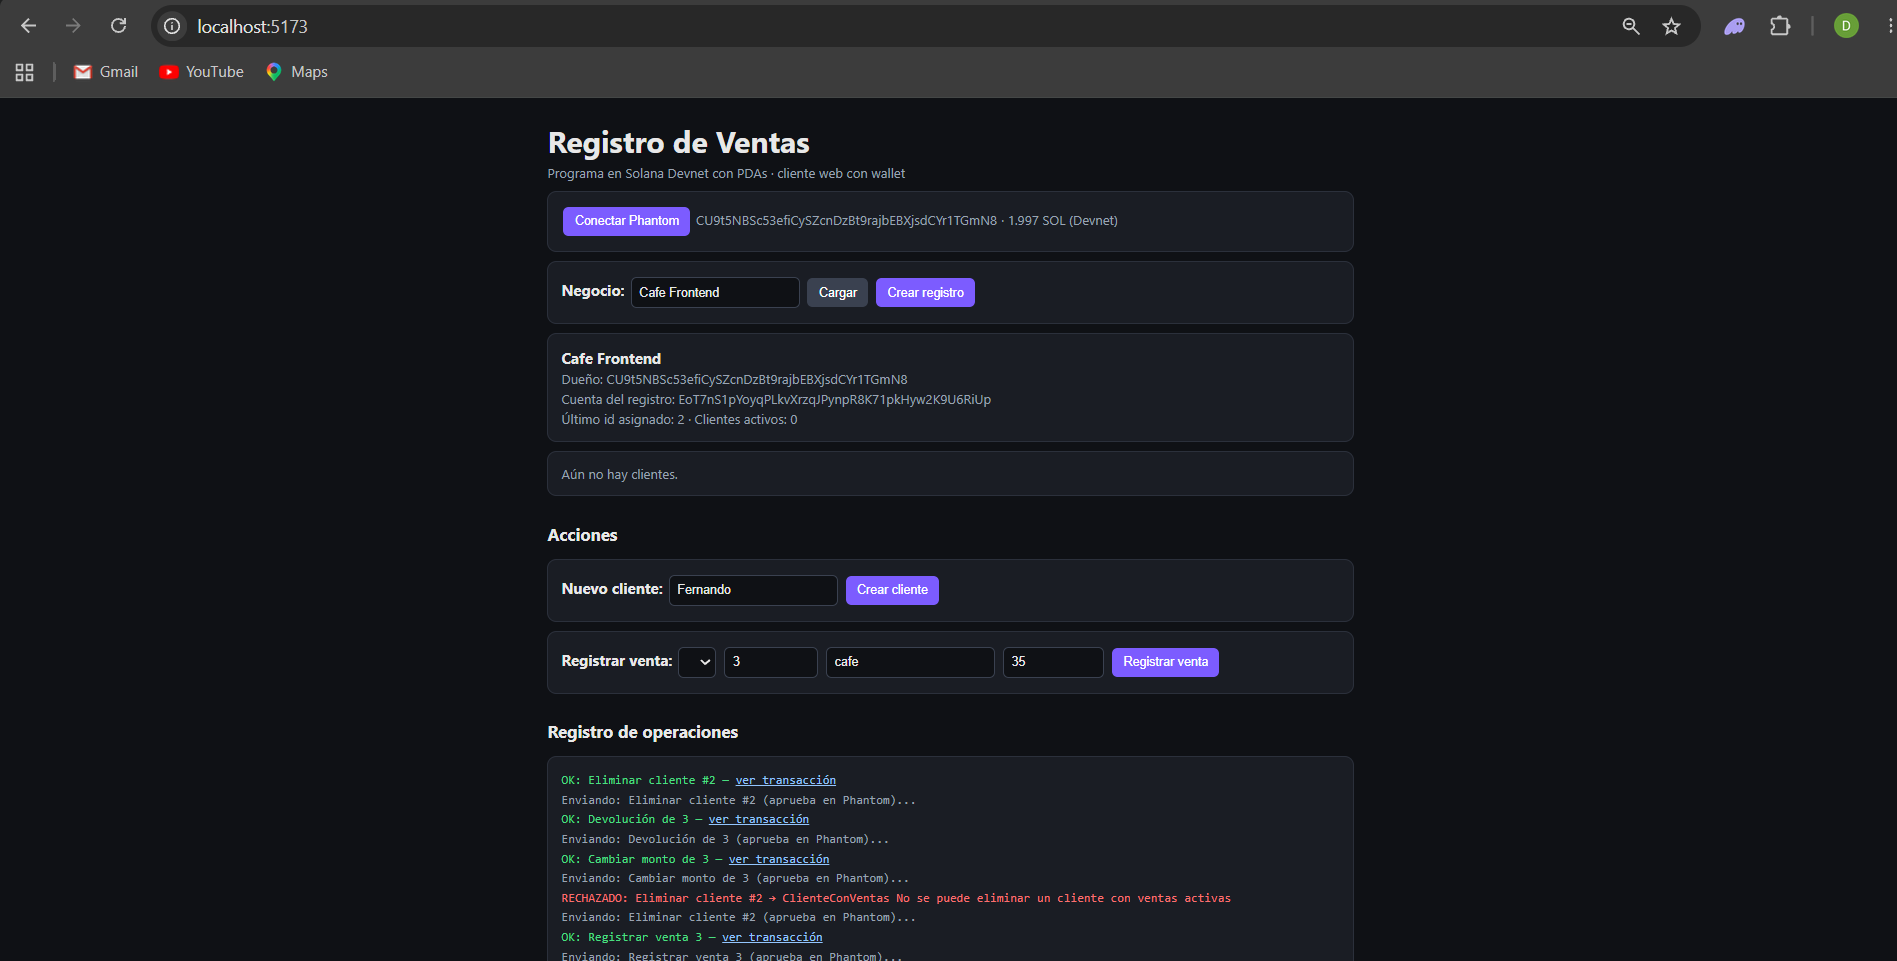 localhost:5173
D
Gmail YouTube Maps
Registro de Ventas
Programa en Solana Devnet con PDAs · cliente web con wallet
Conectar Phantom CU9t5NBSc53efiCySZcnDzBt9rajbEBXjsdCYr1TGmN8 · 1.997 SOL (Devnet)
Negocio: Cafe Frontend Cargar Crear registro
Cafe Frontend
Dueño: CU9t5NBSc53efiCySZcnDzBt9rajbEBXjsdCYr1TGmN8
Cuenta del registro: EoT7nS1pYoyqPLkvXrzqJPynpR8K71pkHyw2K9U6RiUp
Último id asignado: 2 · Clientes activos: 0
Aún no hay clientes.
Acciones
Nuevo cliente: Fernando Crear cliente
Registrar venta: 3 cafe 35 Registrar venta
Registro de operaciones
OK: Eliminar cliente #2 — ver transacción
Enviando: Eliminar cliente #2 (aprueba en Phantom)...
OK: Devolución de 3 — ver transacción
Enviando: Devolución de 3 (aprueba en Phantom)...
OK: Cambiar monto de 3 — ver transacción
Enviando: Cambiar monto de 3 (aprueba en Phantom)...
RECHAZADO: Eliminar cliente #2 → ClienteConVentas No se puede eliminar un cliente con ventas activas
Enviando: Eliminar cliente #2 (aprueba en Phantom)...
OK: Registrar venta 3 — ver transacción
Enviando: Registrar venta 3 (aprueba en Phantom)...